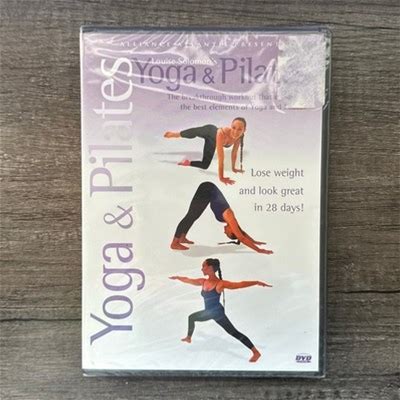 Louise Solomon's
Yoga & Pilat
The breakthrough workout that
the best elements of Yoga and
Lose weight
and look great
in 28 days!
Yoga & Pilates
DVD